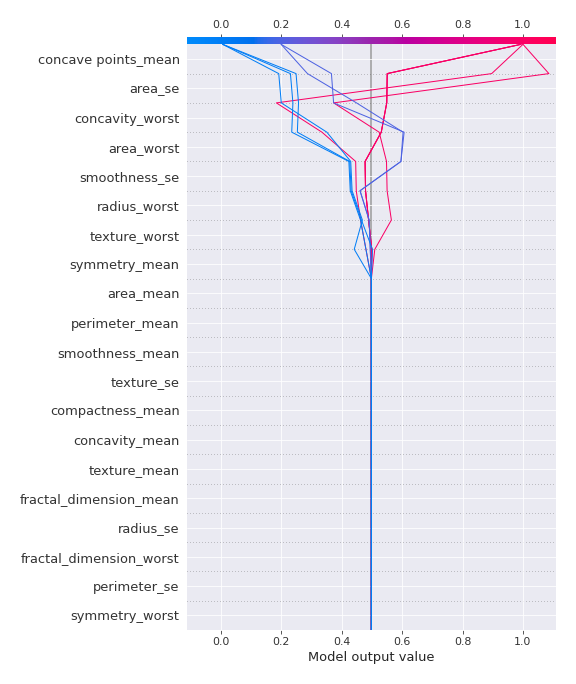 0.0 0.2 0.4 0.6 0.8 1.0
concave points_mean
area_se
concavity_worst
area_worst
smoothness_se
radius_worst
texture_worst
symmetry_mean
area_mean
perimeter_mean
smoothness_mean
texture_se
compactness_mean
concavity_mean
texture_mean
fractal_dimension_mean
radius_se
fractal_dimension_worst
perimeter_se
symmetry_worst
0.0 0.2 0.4 0.6 0.8 1.0
Model output value